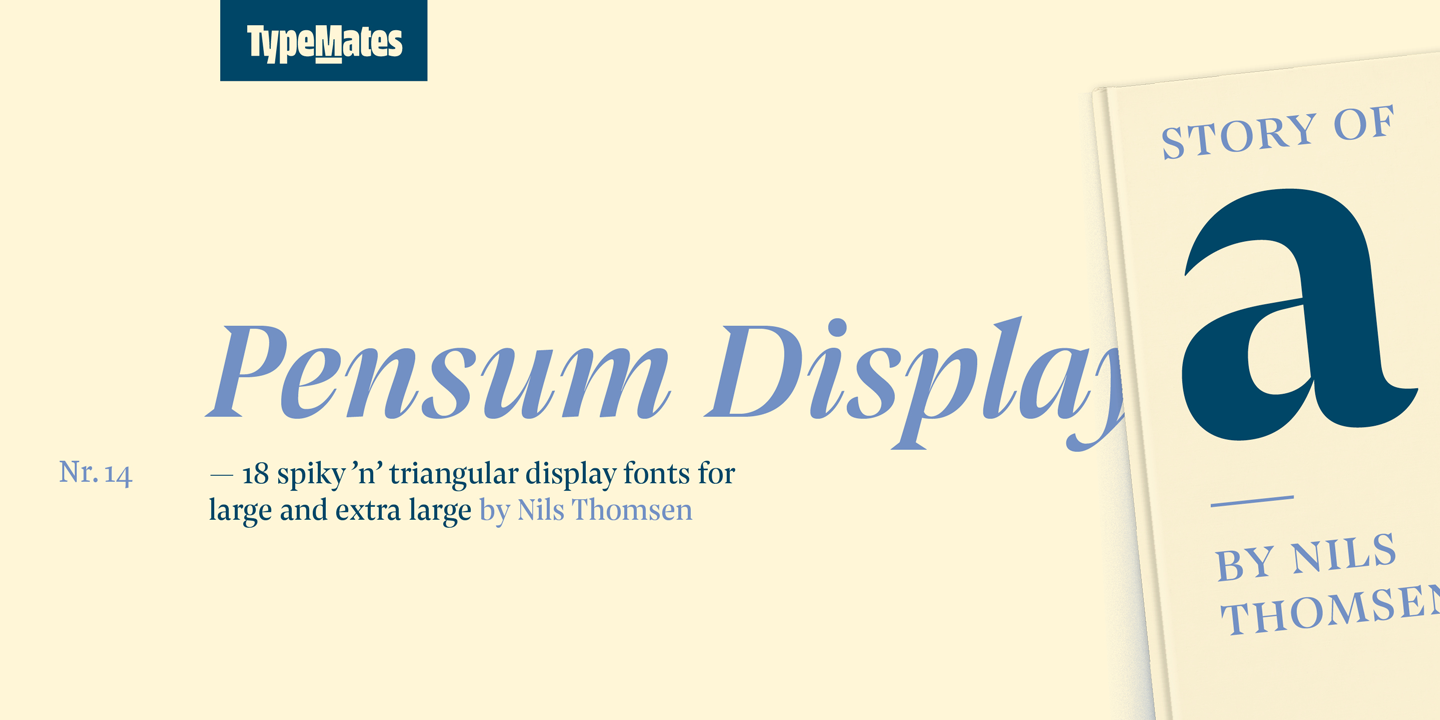 TypeMates
Pensum Display
Nr. 14
— 18 spiky ’n’ triangular display fonts for
large and extra large by Nils Thomsen
STORY OF
a
BY NILS
THOMSEN